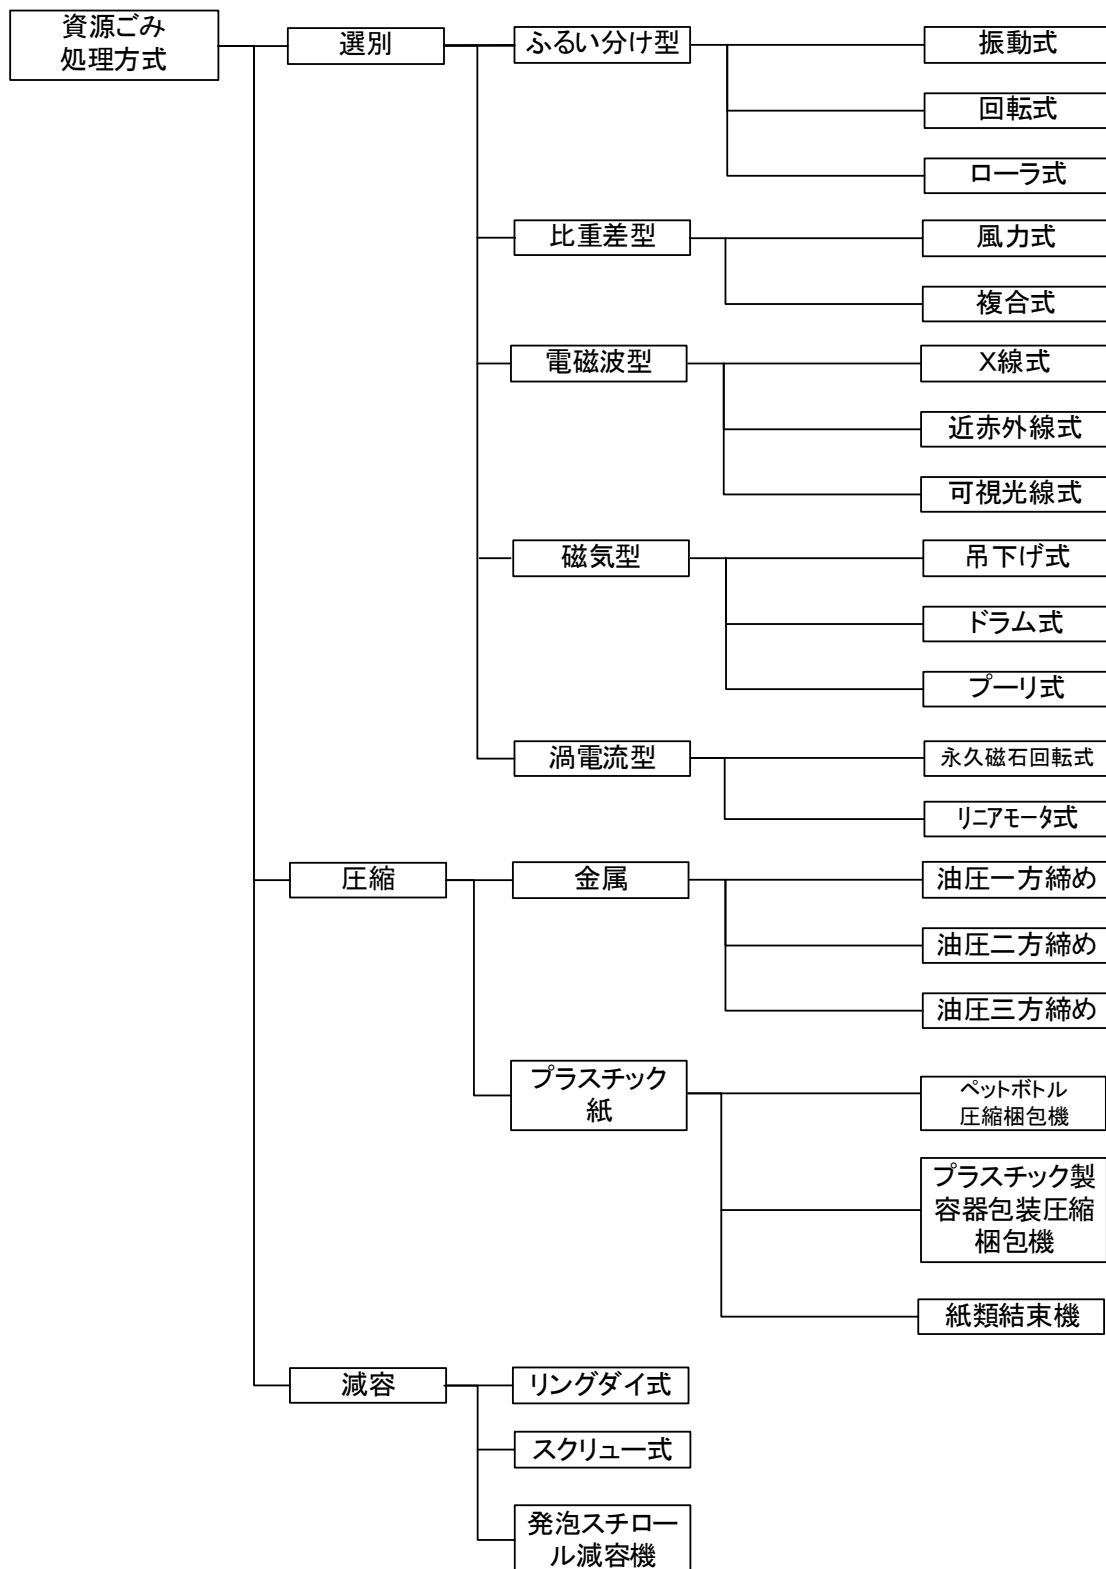 資源ごみ
処理方式
選別
ふるい分け型
振動式
回転式
ローラ式
比重差型
風力式
複合式
電磁波型
X線式
近赤外線式
可視光線式
磁気型
吊下げ式
ドラム式
プーリ式
渦電流型
永久磁石回転式
リニアモータ式
圧縮
金属
油圧一方締め
油圧二方締め
油圧三方締め
プラスチック
紙
ペットボトル
圧縮梱包機
プラスチック製
容器包装圧縮
梱包機
紙類結束機
減容
リングダイ式
スクリュー式
発泡スチロー
ル減容機